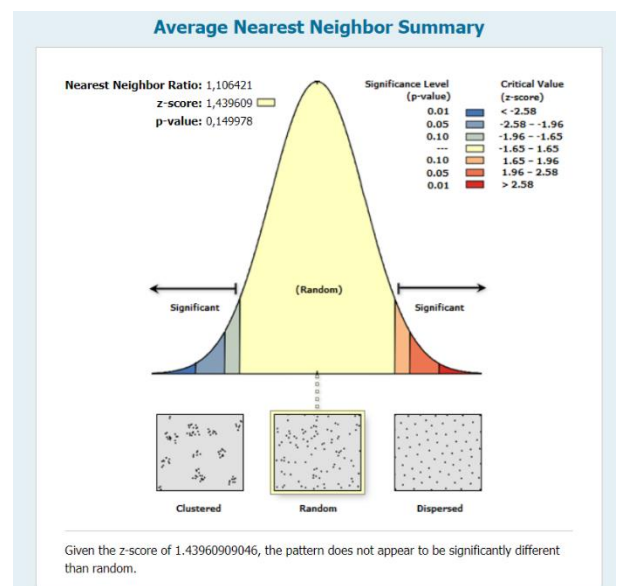 Average Nearest Neighbor Summary
Nearest Neighbor Ratio: 1,106421
z-score: 1,439609
p-value: 0,149978
Significance Level
(p-value)
Critical Value
(z-score)
0.01 < -2.58
0.05 -2.58 - -1.96
0.10 -1.96 - -1.65
--- -1.65 - 1.65
0.10 1.65 - 1.96
0.05 1.96 - 2.58
0.01 > 2.58
(Random)
Significant
Significant
Clustered
Random
Dispersed
Given the z-score of 1.43960909046, the pattern does not appear to be significantly different
than random.